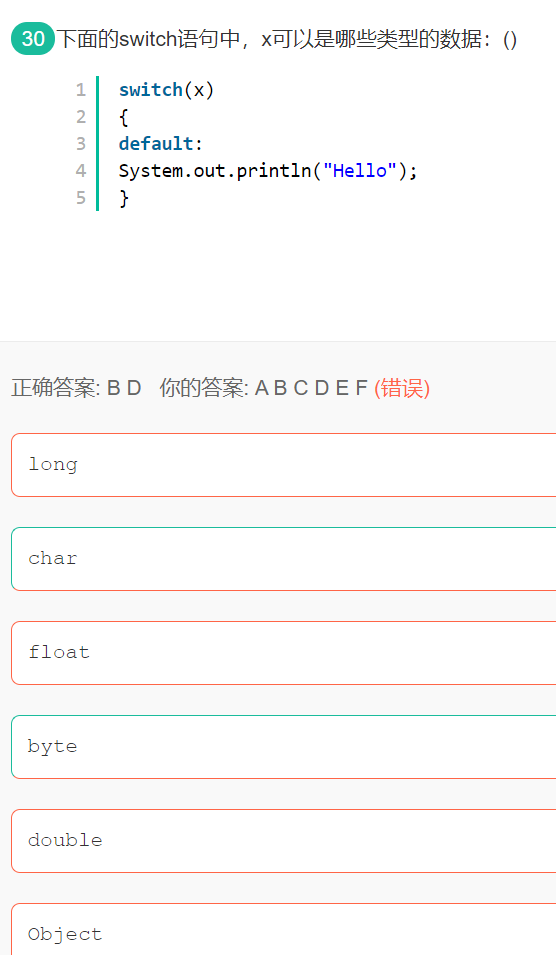 30 下面的switch语句中，x可以是哪些类型的数据：()
1 switch(x)
2 {
3 default:
4 System.out.println("Hello");
5 }
正确答案: B D 你的答案: A B C D E F (错误)
long
char
float
byte
double
Object